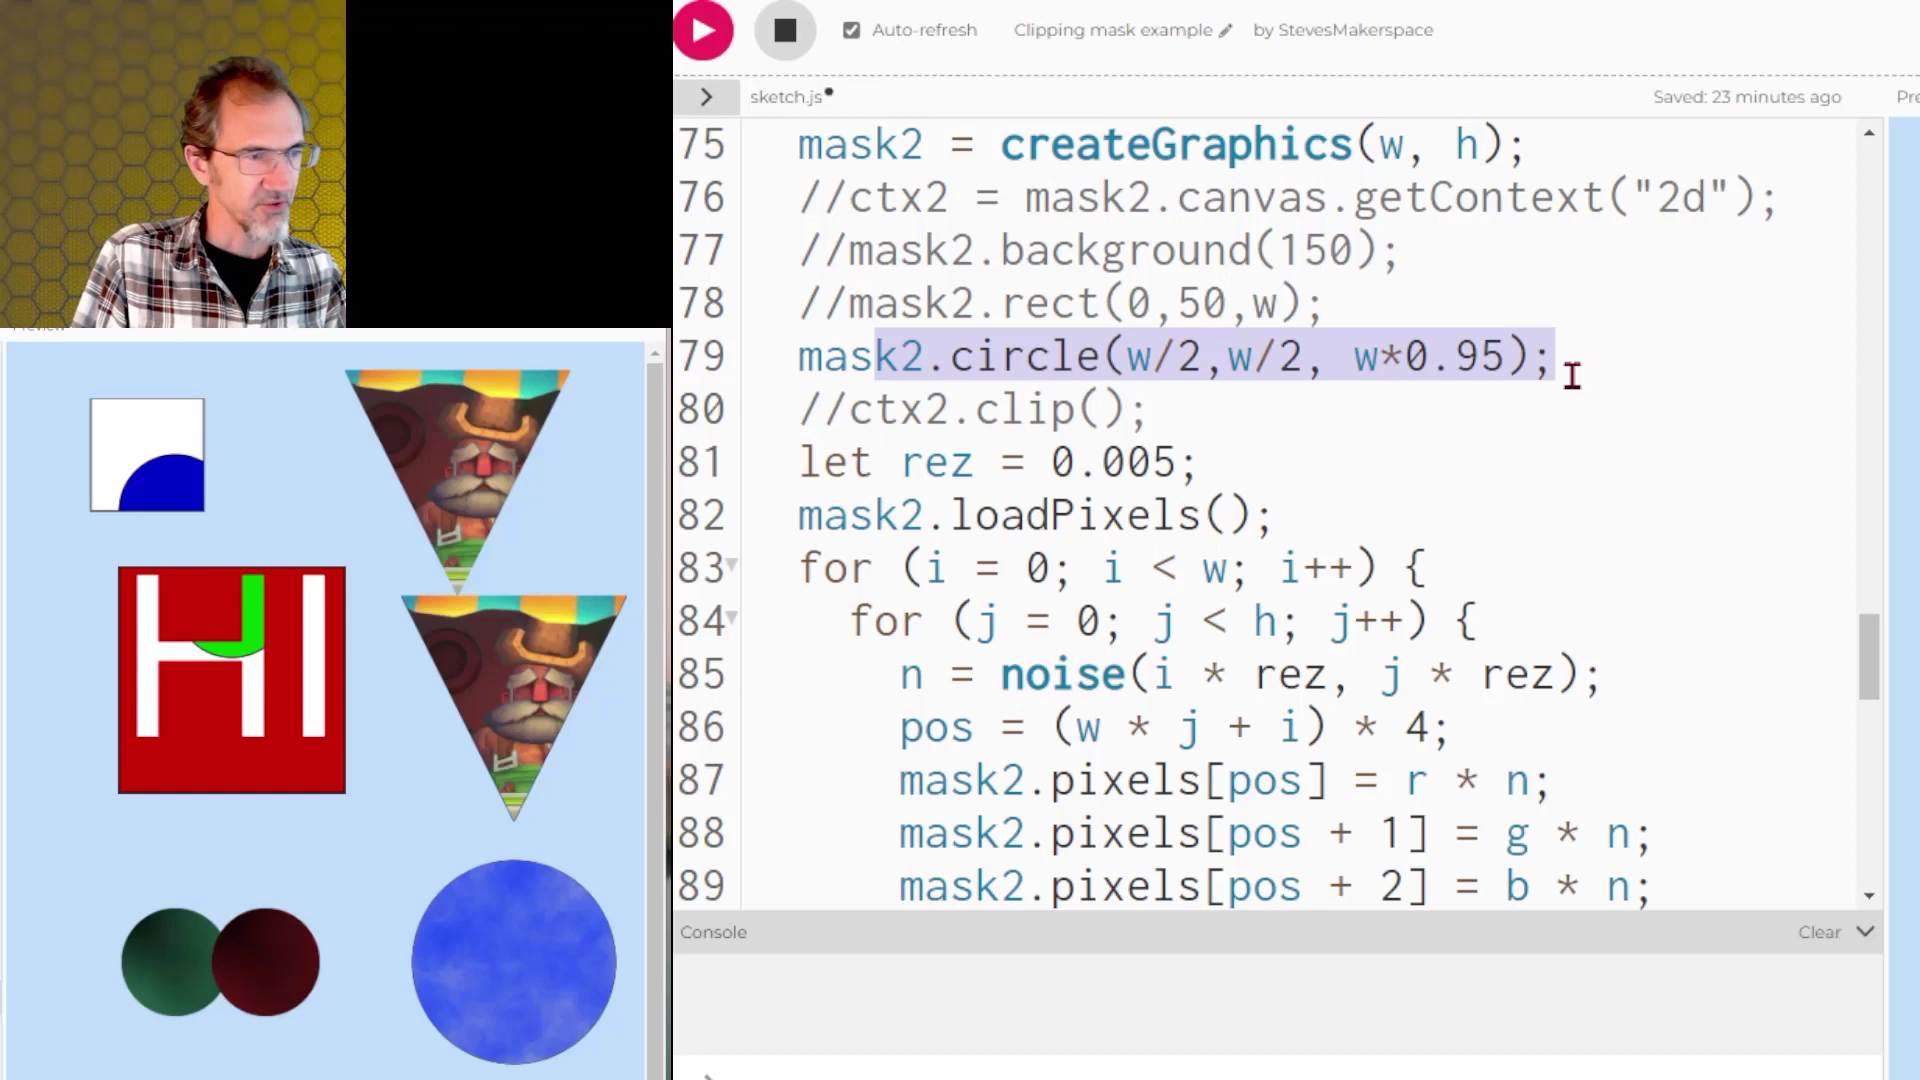 Auto-refresh Clipping mask example by StevesMakerspace
sketch.js Saved: 23 minutes ago Pre
75 mask2 = createGraphics(w, h);
76 //ctx2 = mask2.canvas.getContext("2d");
77 //mask2.background(150);
78 //mask2.rect(0,50,w);
79 mask2.circle(w/2,w/2, w*0.95);
80 //ctx2.clip();
81 let rez = 0.005;
82 mask2.loadPixels();
83 for (i = 0; i < w; i++) {
84 for (j = 0; j < h; j++) {
85 n = noise(i * rez, j * rez);
86 pos = (w * j + i) * 4;
87 mask2.pixels[pos] = r * n;
88 mask2.pixels[pos + 1] = g * n;
89 mask2.pixels[pos + 2] = b * n;
Console Clear
HI